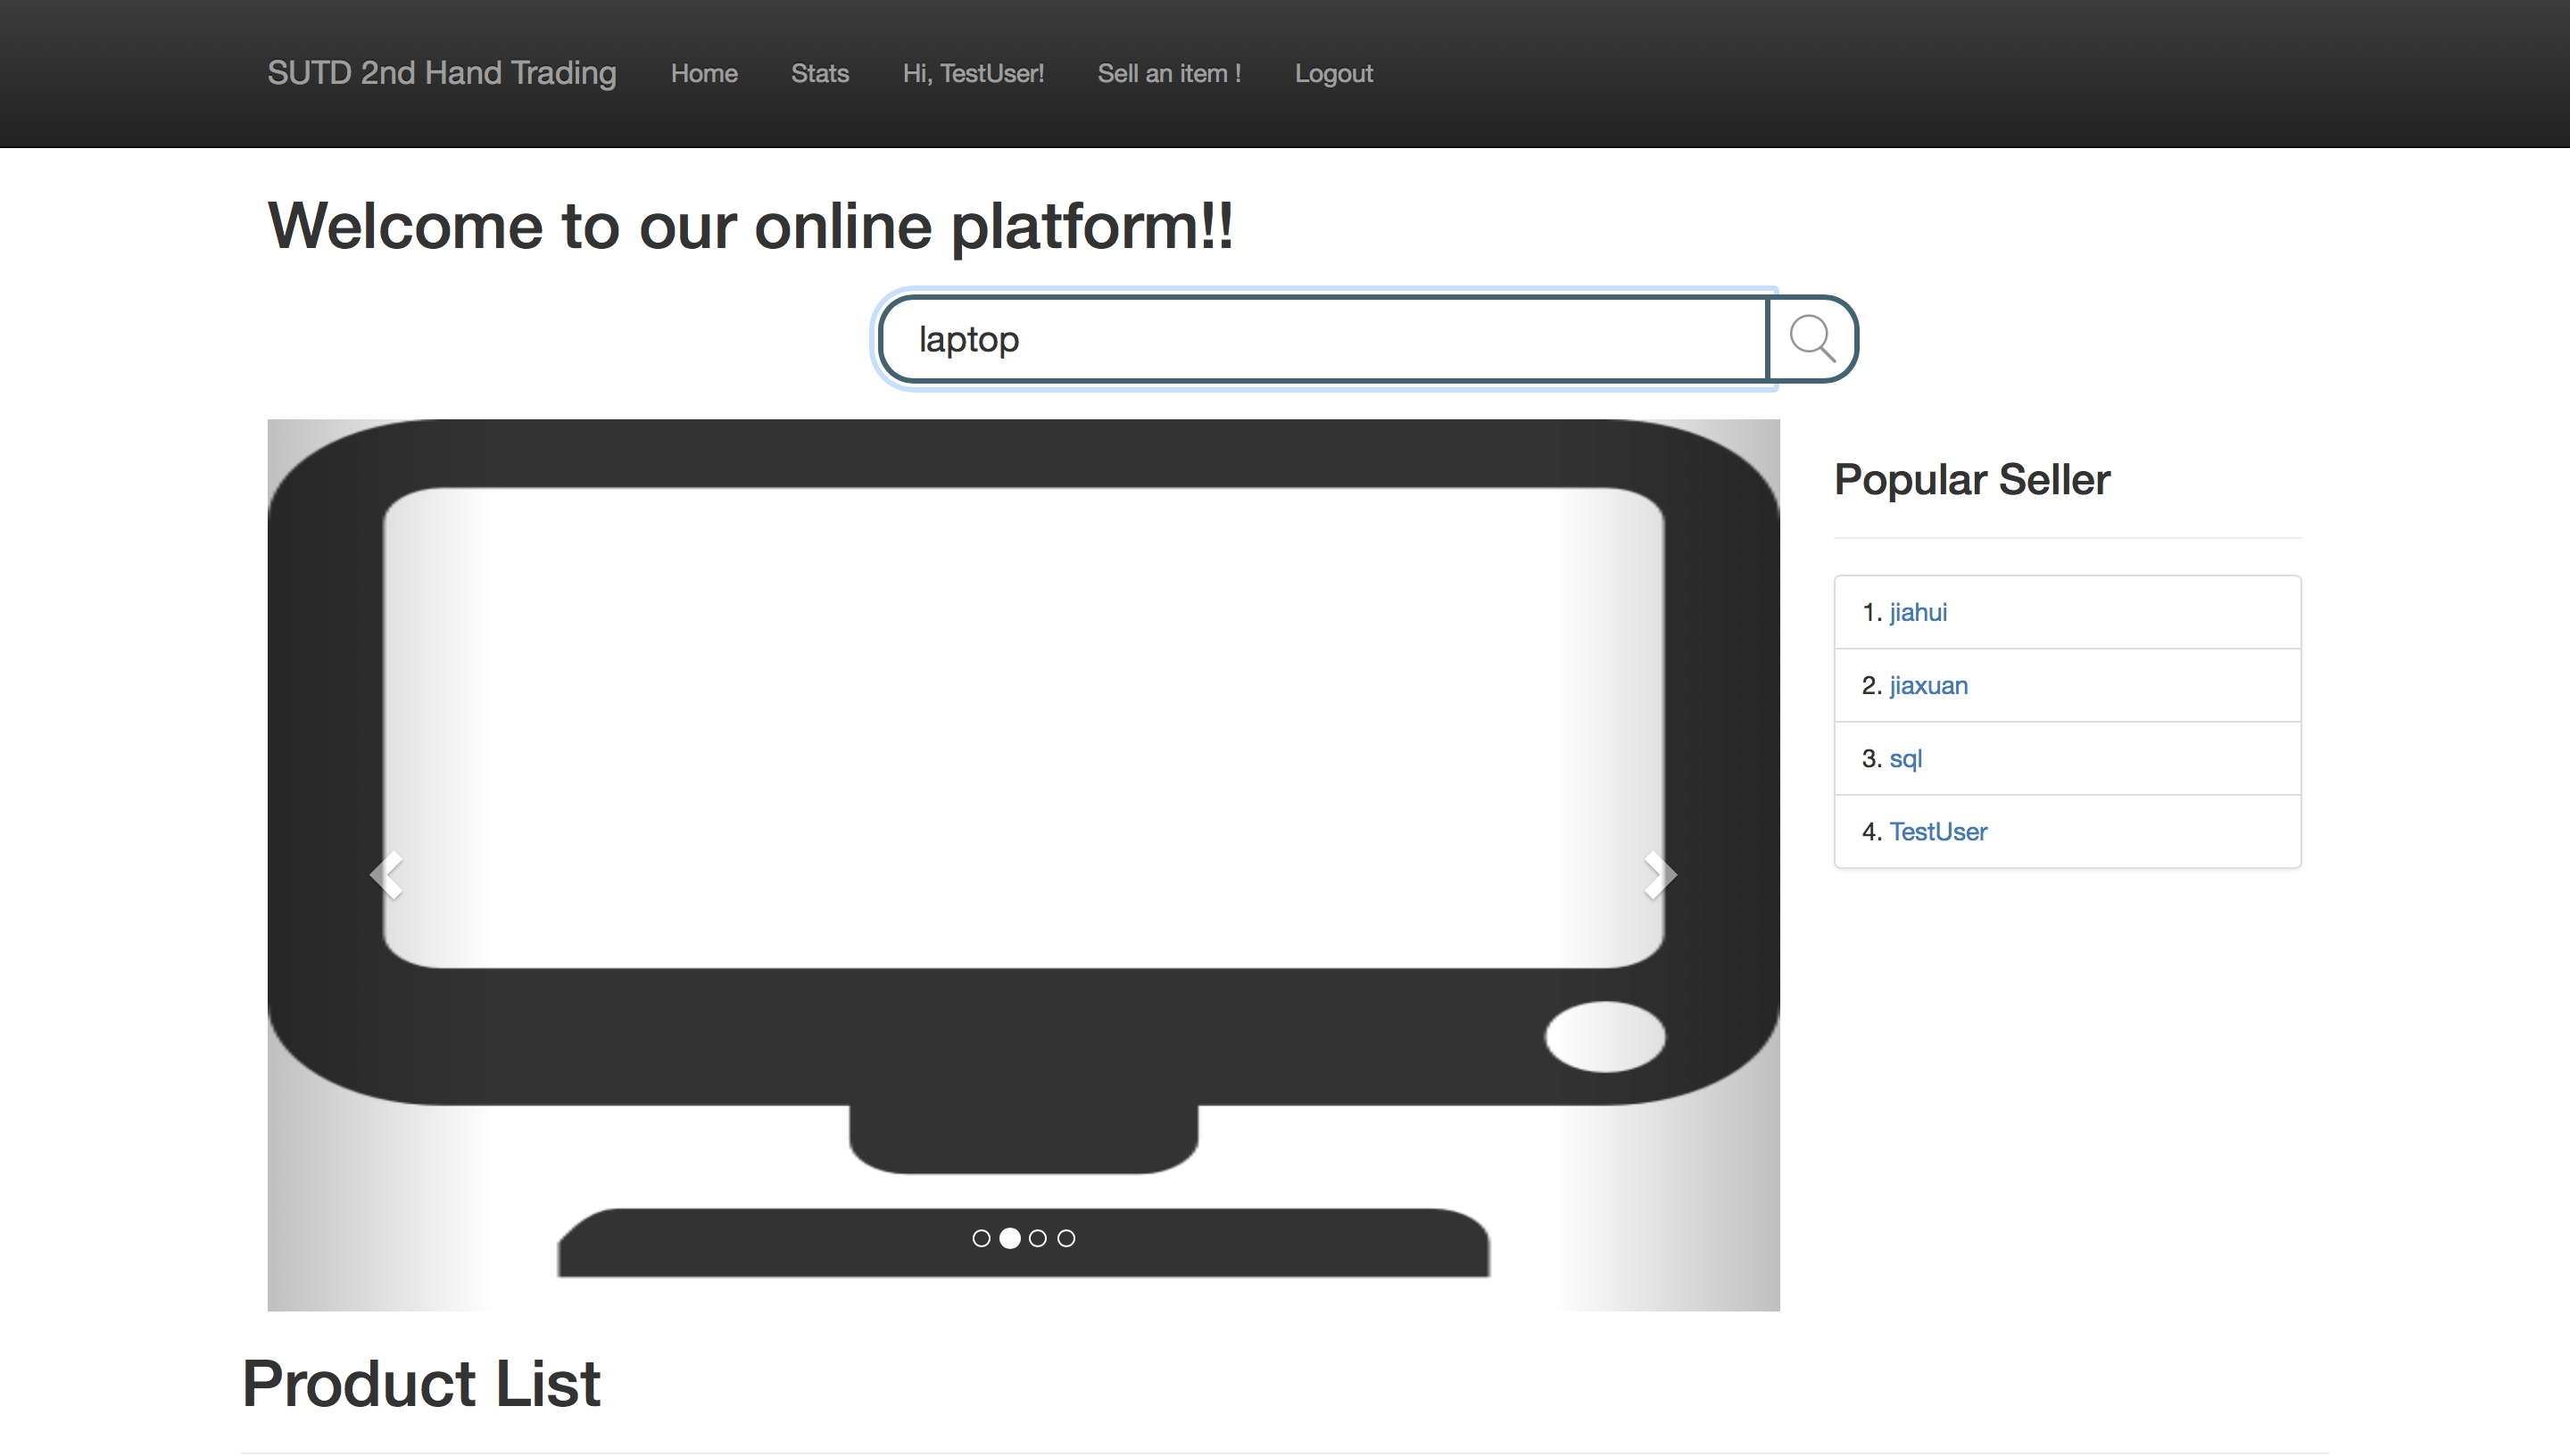 SUTD 2nd Hand Trading Home Stats Hi, TestUser! Sell an item ! Logout
Welcome to our online platform!!
laptop
Popular Seller
1. jiahui
2. jiaxuan
3. sql
4. TestUser
Product List